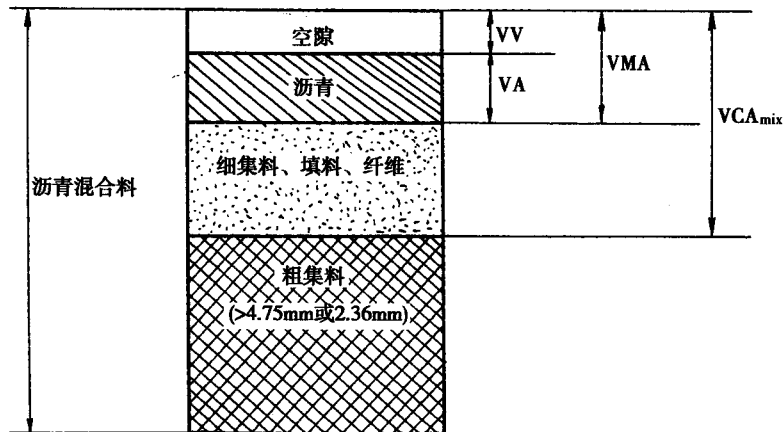 空隙
VV
沥青
VA
VMA
VCAmix
细集料、填料、纤维
沥青混合料
粗集料
(>4.75mm或2.36mm)